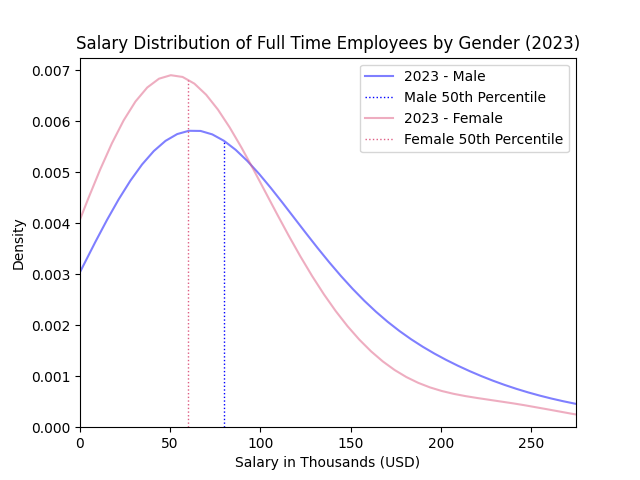 Salary Distribution of Full Time Employees by Gender (2023)
2023 - Male
Male 50th Percentile
2023 - Female
Female 50th Percentile
Density
0.007
0.006
0.005
0.004
0.003
0.002
0.001
0.000
0 50 100 150 200 250
Salary in Thousands (USD)